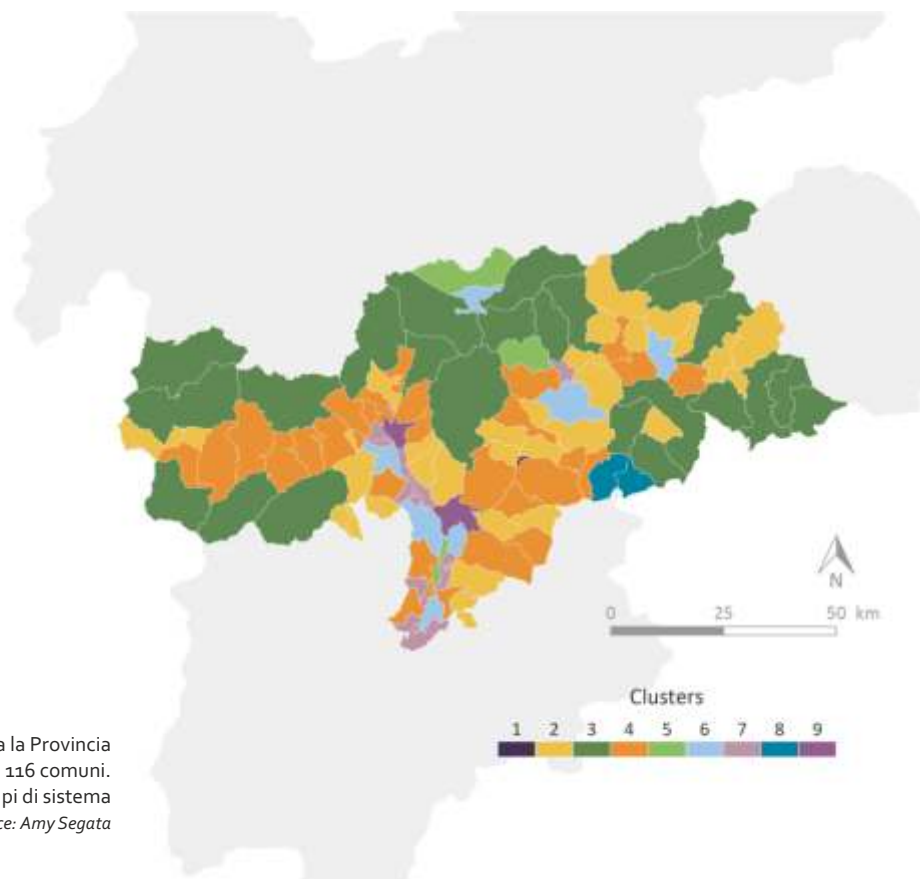 N
0 25 50 km
Clusters
1 2 3 4 5 6 7 8 9
a la Provincia
116 comuni.
pi di sistema
ce: Amy Segata